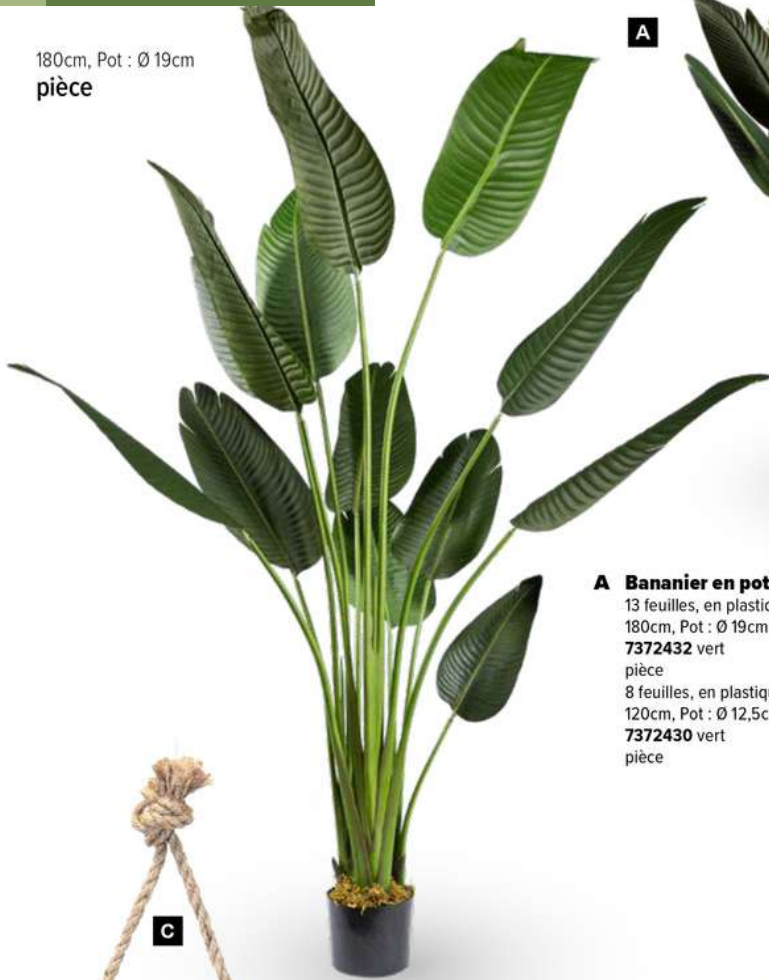 180cm, Pot : Ø 19cm
pièce
A
A Bananier en pot
13 feuilles, en plastiq
180cm, Pot : Ø 19cm
7372432 vert
pièce
8 feuilles, en plastiqu
120cm, Pot : Ø 12,5c
7372430 vert
pièce
C